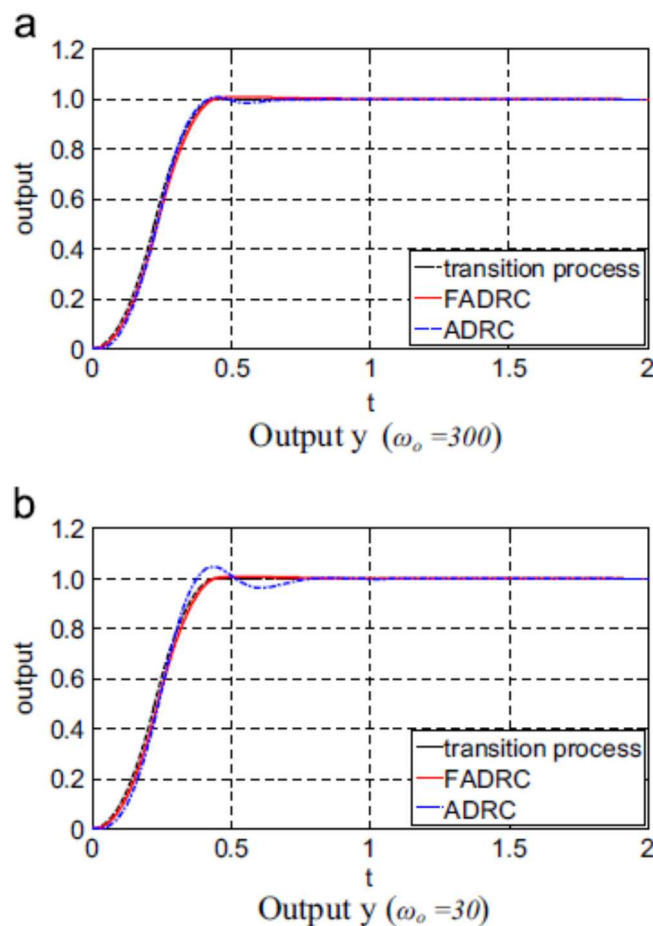 a
1.2
1.0
0.8
0.6
0.4
0.2
0
output
transition process
FADRC
ADRC
0 0.5 1 1.5 2
t
Output y (ωₒ =300)
b
1.2
1.0
0.8
0.6
0.4
0.2
0
output
transition process
FADRC
ADRC
0 0.5 1 1.5 2
t
Output y (ωₒ =30)